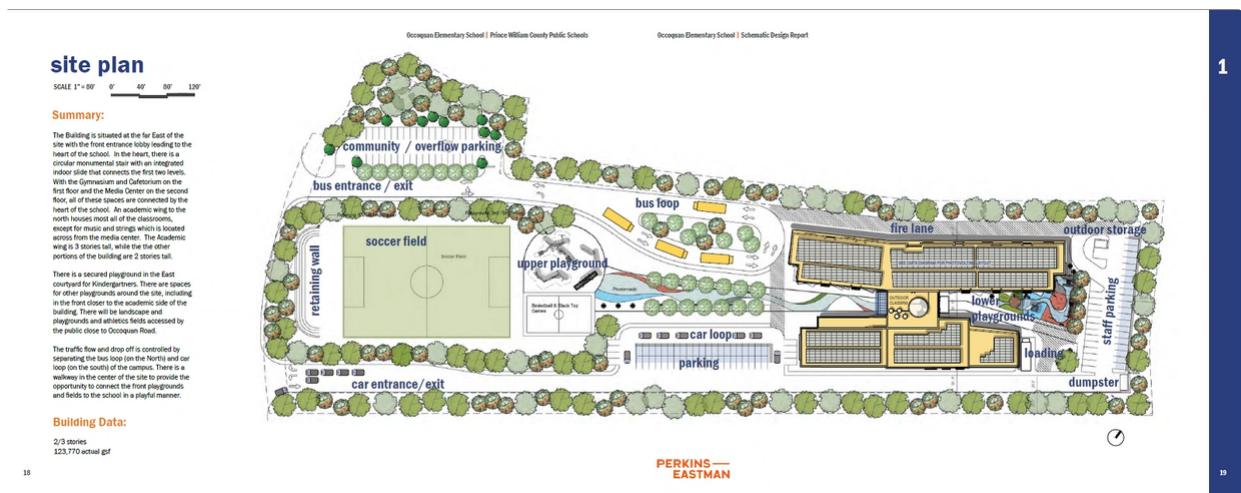 Occoquan Elementary School | Prince William County Public Schools
Occoquan Elementary School | Schematic Design Report
1
site plan
SCALE 1" = 80' 0' 40' 80' 120'
Summary:
The Building is situated at the far East of the
site with the front entrance lobby leading to the
heart of the school. In the heart, there is a
circular monumental stair with an integrated
indoor slide that connects the first two levels.
With the Gymnasium and Cafetorium on the
first floor and the Media Center on the second
floor, all of these spaces are connected by the
heart of the school. An academic wing to the
north houses most all of the classrooms,
except for music and strings which is located
across from the media center. The Academic
wing is 3 stories tall, while the the other
portions of the building are 2 stories tall.
There is a secured playground in the East
courtyard for Kindergartners. There are spaces
for other playgrounds around the site, including
in the front closer to the academic side of the
building. There will be landscape and
playgrounds and athletics fields accessed by
the public close to Occoquan Road.
The traffic flow and drop off is controlled by
separating the bus loop (on the North) and car
loop (on the south) of the campus. There is a
walkway in the center of the site to provide the
opportunity to connect the front playgrounds
and fields to the school in a playful manner.
Building Data:
2/3 stories
123,770 actual gsf
community / overflow parking
bus entrance / exit
bus loop
fire lane
outdoor storage
soccer field
Soccer Field
retaining wall
upper playground
Promenade
Basketball & Black Top
Games
OUTDOOR
CLASSROOM
lower
playgrounds
staff parking
car loop
parking
loading
car entrance/exit
dumpster
PERKINS—
EASTMAN
18
19